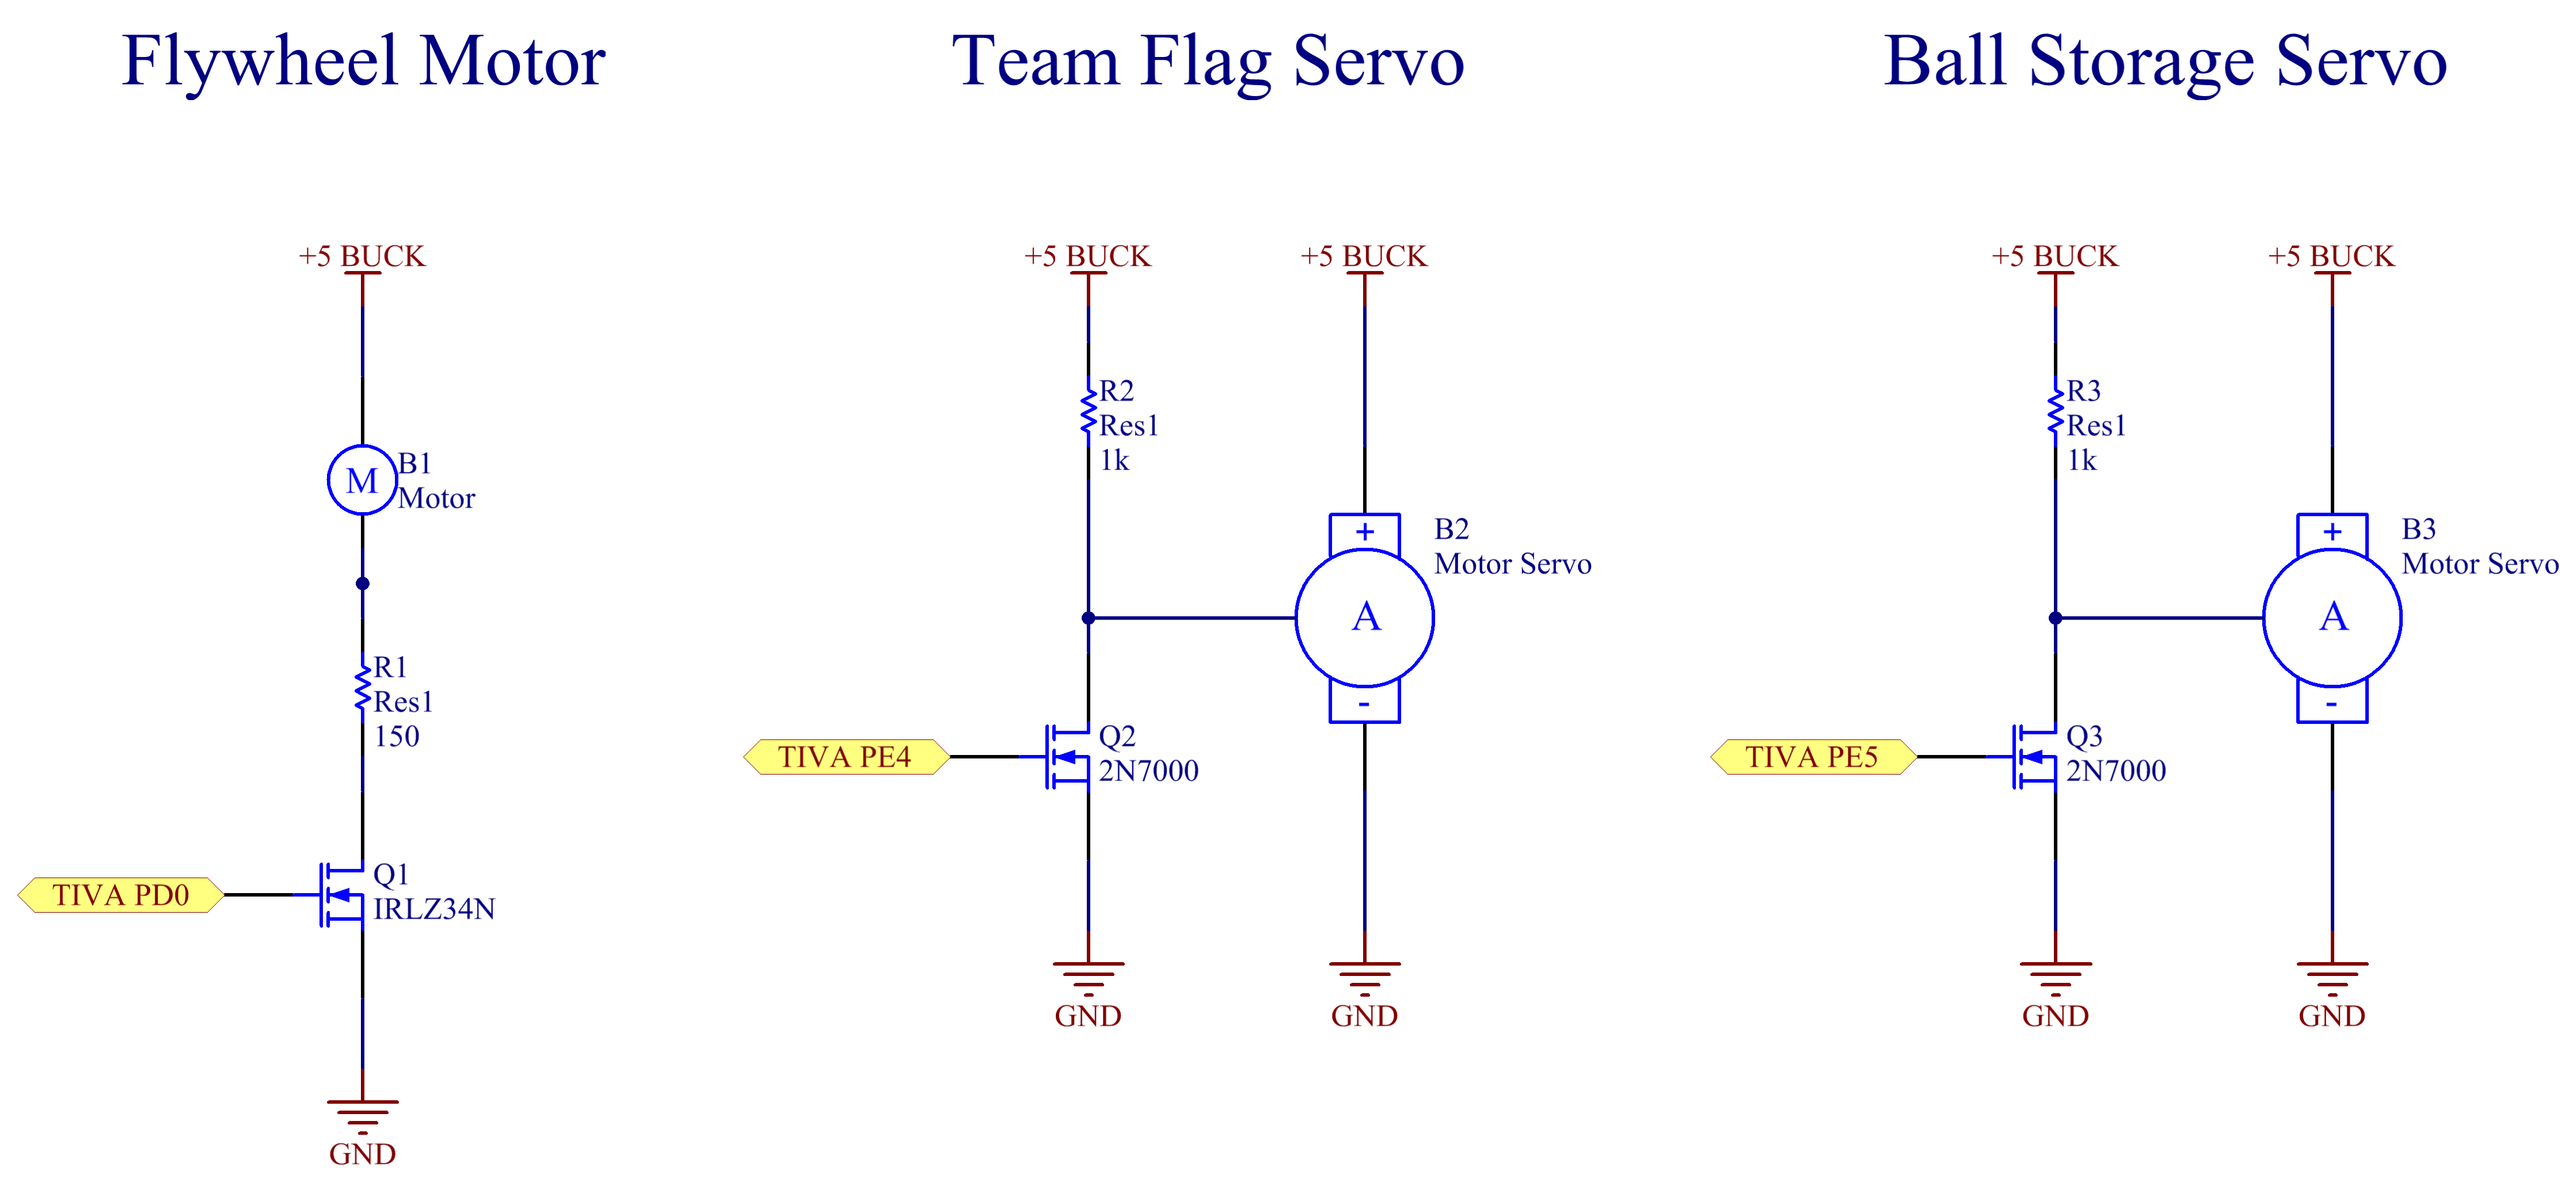 Flywheel Motor
Team Flag Servo
Ball Storage Servo
+5 BUCK
M
B1
Motor
R1
Res1
150
TIVA PD0
Q1
IRLZ34N
GND
+5 BUCK
+5 BUCK
R2
Res1
1k
+
B2
Motor Servo
A
-
TIVA PE4
Q2
2N7000
GND
GND
+5 BUCK
+5 BUCK
R3
Res1
1k
+
B3
Motor Servo
A
-
TIVA PE5
Q3
2N7000
GND
GND